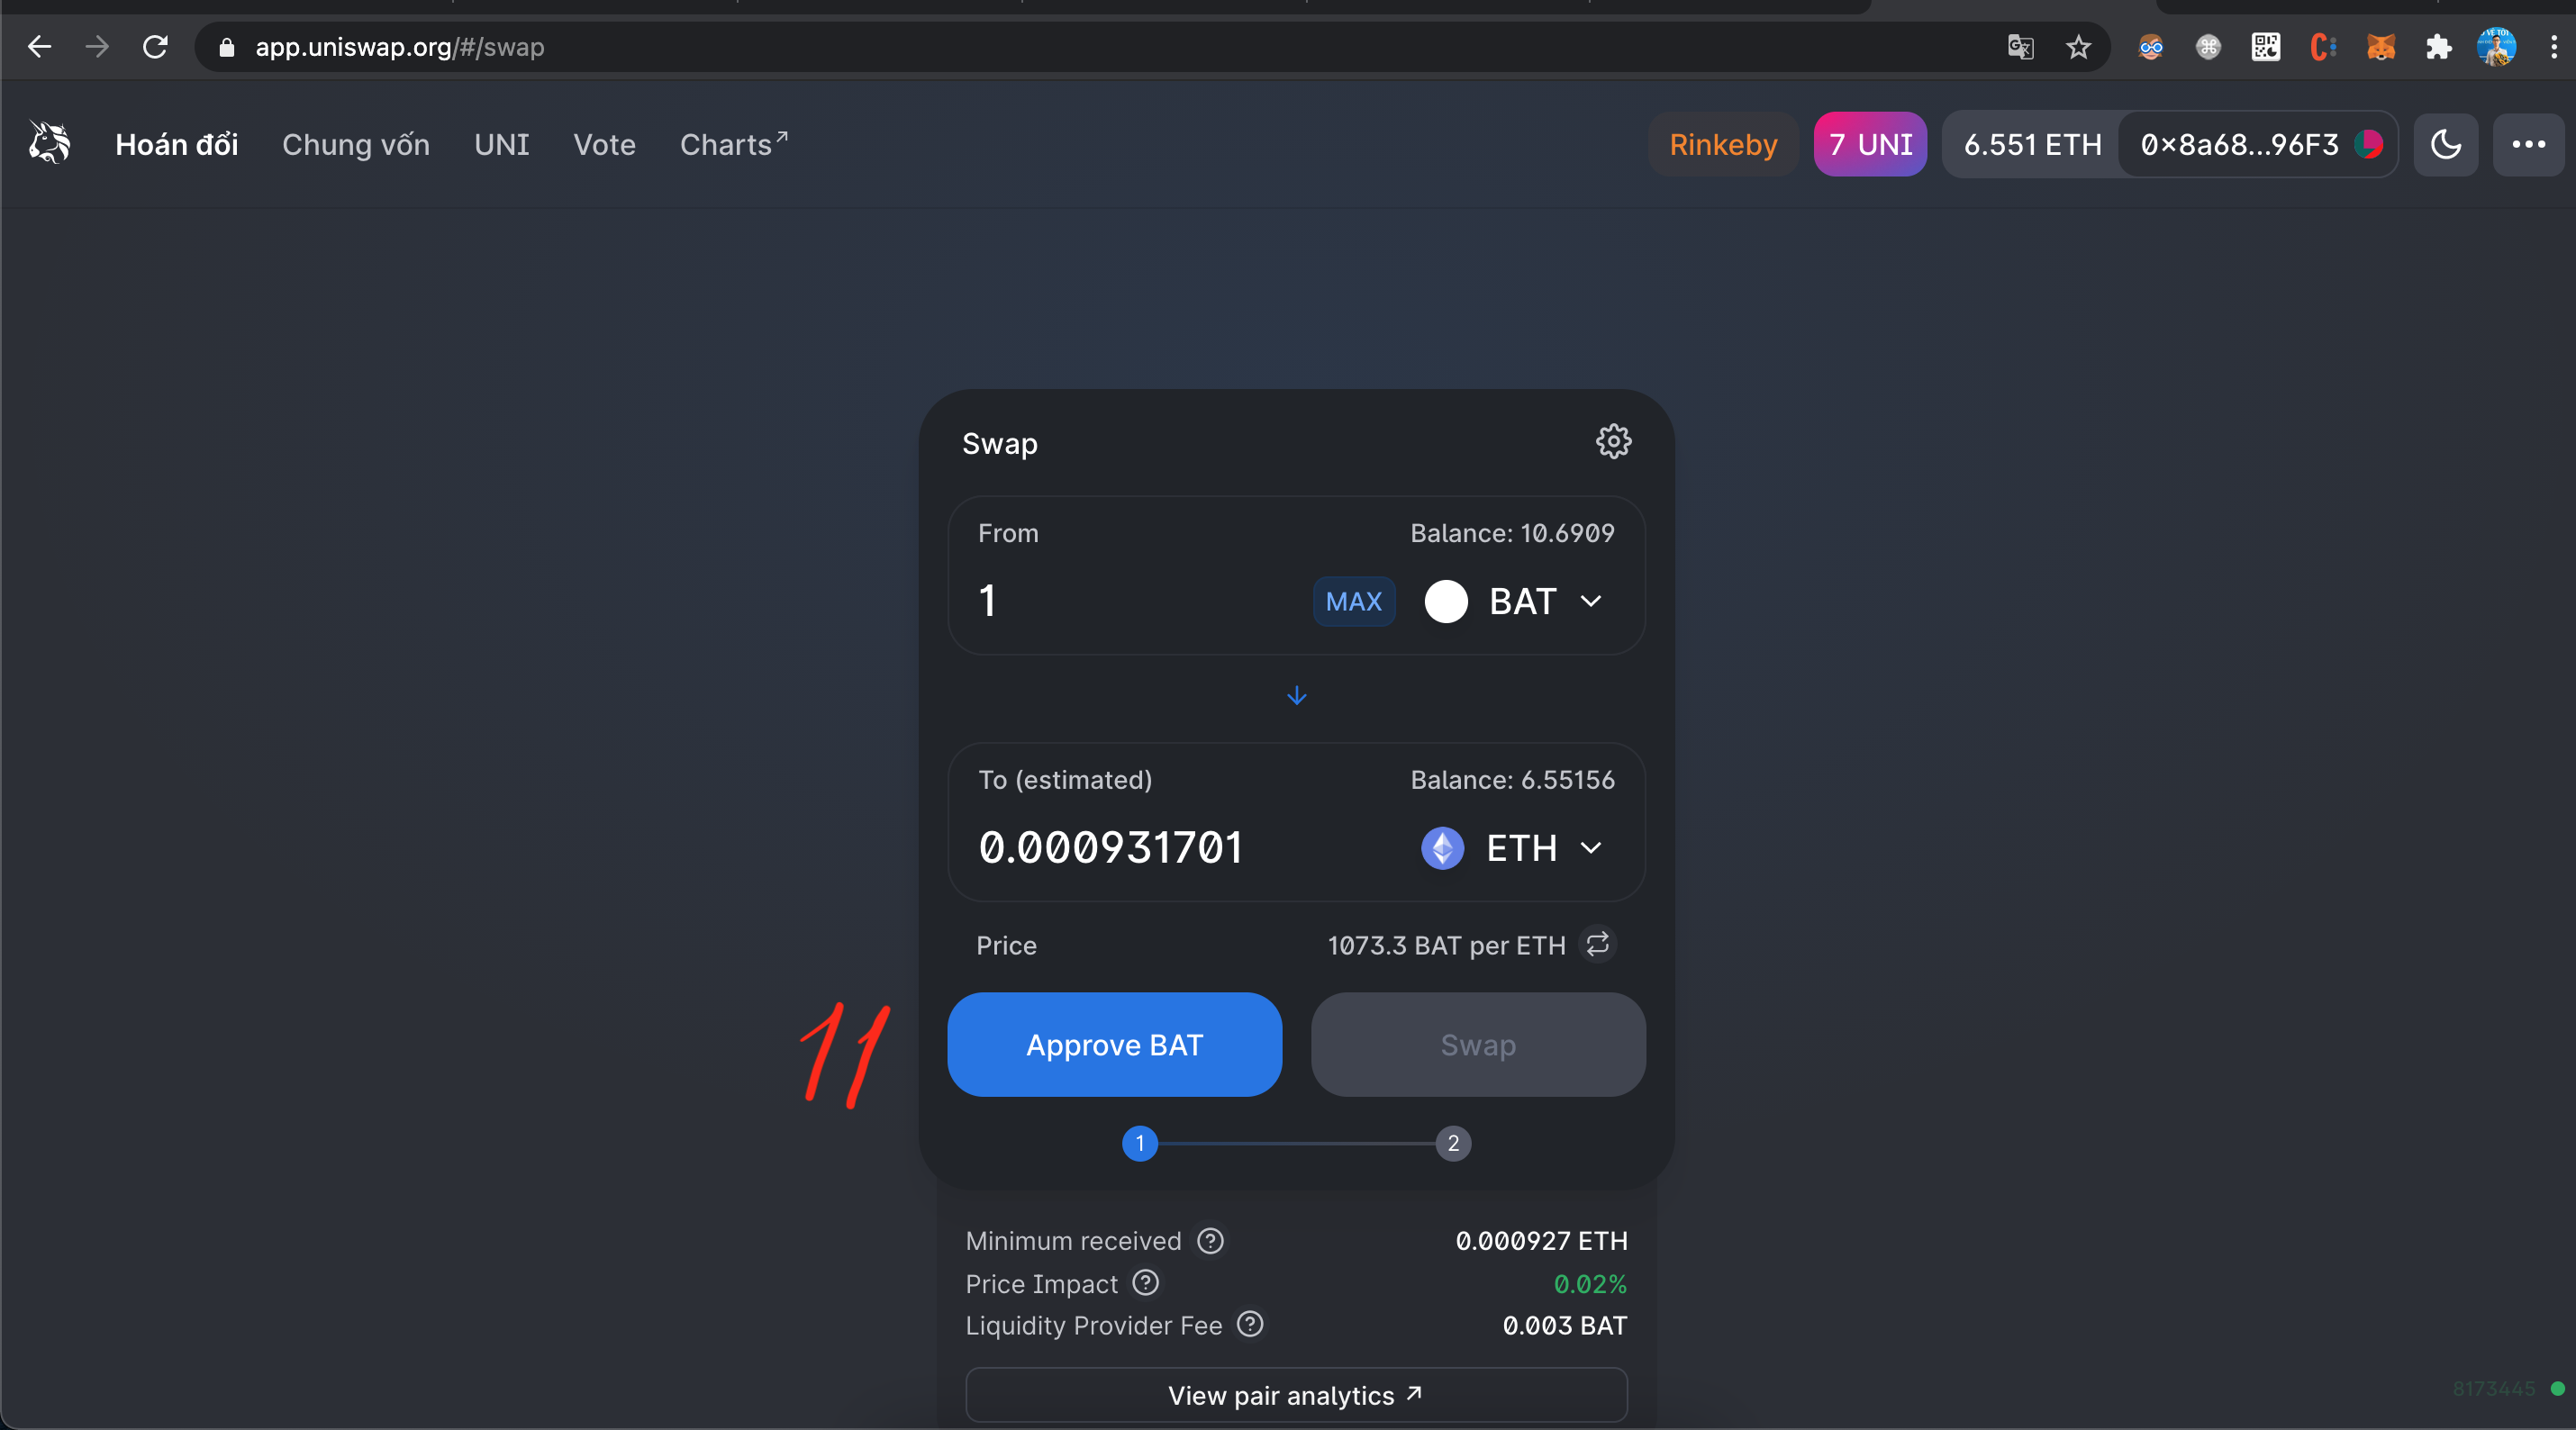 app.uniswap.org/#/swap
Hoán đổi Chung vốn UNI Vote Charts↗ Rinkeby 7 UNI 6.551 ETH 0×8a68...96F3
Swap
From Balance: 10.6909
1 MAX BAT
To (estimated) Balance: 6.55156
0.000931701 ETH
Price 1073.3 BAT per ETH
11
Approve BAT Swap
1 2
Minimum received ? 0.000927 ETH
Price Impact ? 0.02%
Liquidity Provider Fee ? 0.003 BAT
View pair analytics ↗
8173445